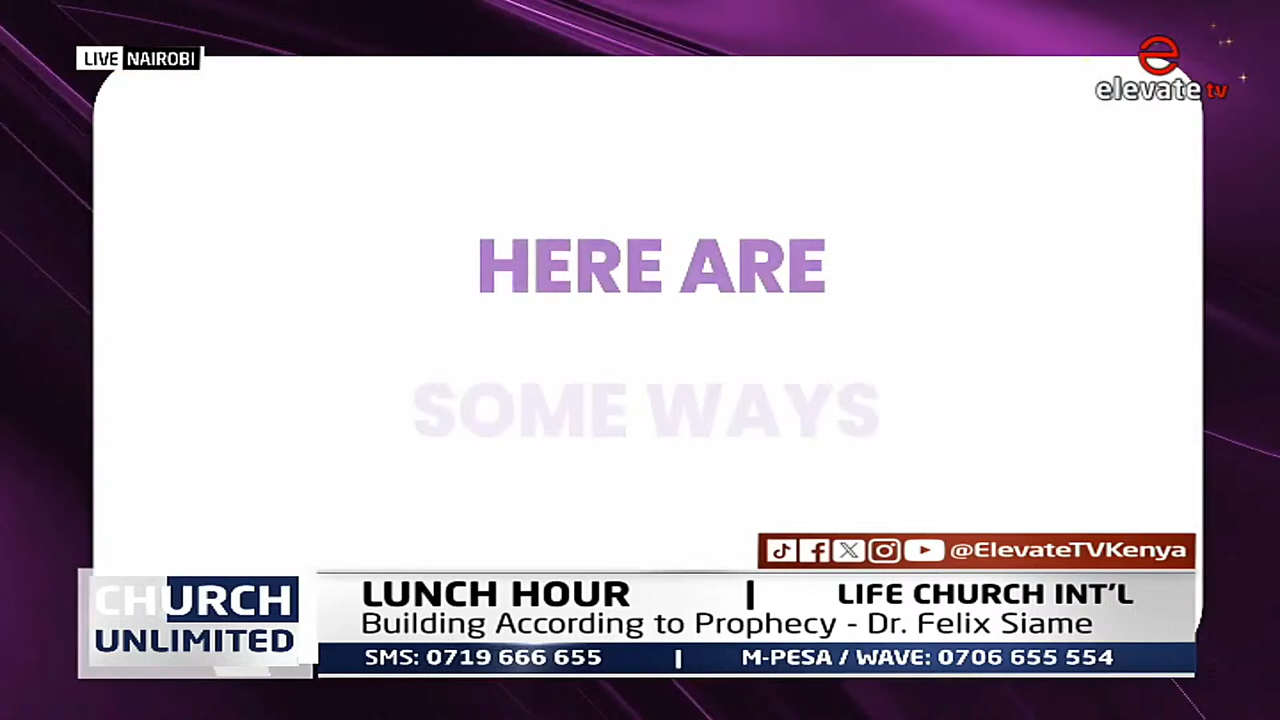 LIVE NAIROBI
elevate tv
HERE ARE
SOME WAYS
@ElevateTVKenya
CHURCH
UNLIMITED
LUNCH HOUR | LIFE CHURCH INT'L
Building According to Prophecy - Dr. Felix Siame
SMS: 0719 666 655 | M-PESA / WAVE: 0706 655 554